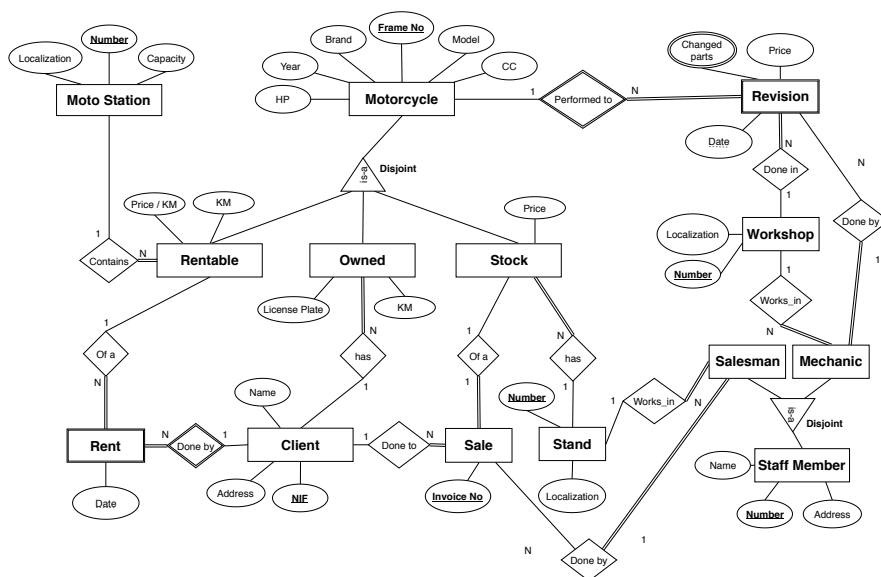 Number
Localization
Capacity
Moto Station
Frame No
Brand
Model
Year
CC
HP
Motorcycle
1
Performed to
N
Changed
parts
Price
Revision
Date
N
Done in
1
N
Done by
1
is-a
Disjoint
Price / KM
KM
1
Contains
N
Rentable
Owned
Stock
Price
License Plate
KM
Localization
Workshop
Number
1
Works_in
N
1
Of a
N
N
has
1
1
Of a
1
N
has
1
Salesman
Mechanic
Number
1
Works_in
N
is-a
Disjoint
Name
Rent
N
Done by
1
Client
1
Done to
N
Sale
Stand
Name
Staff Member
Date
Address
NIF
Invoice No
Localization
Number
Address
N
Done by
1